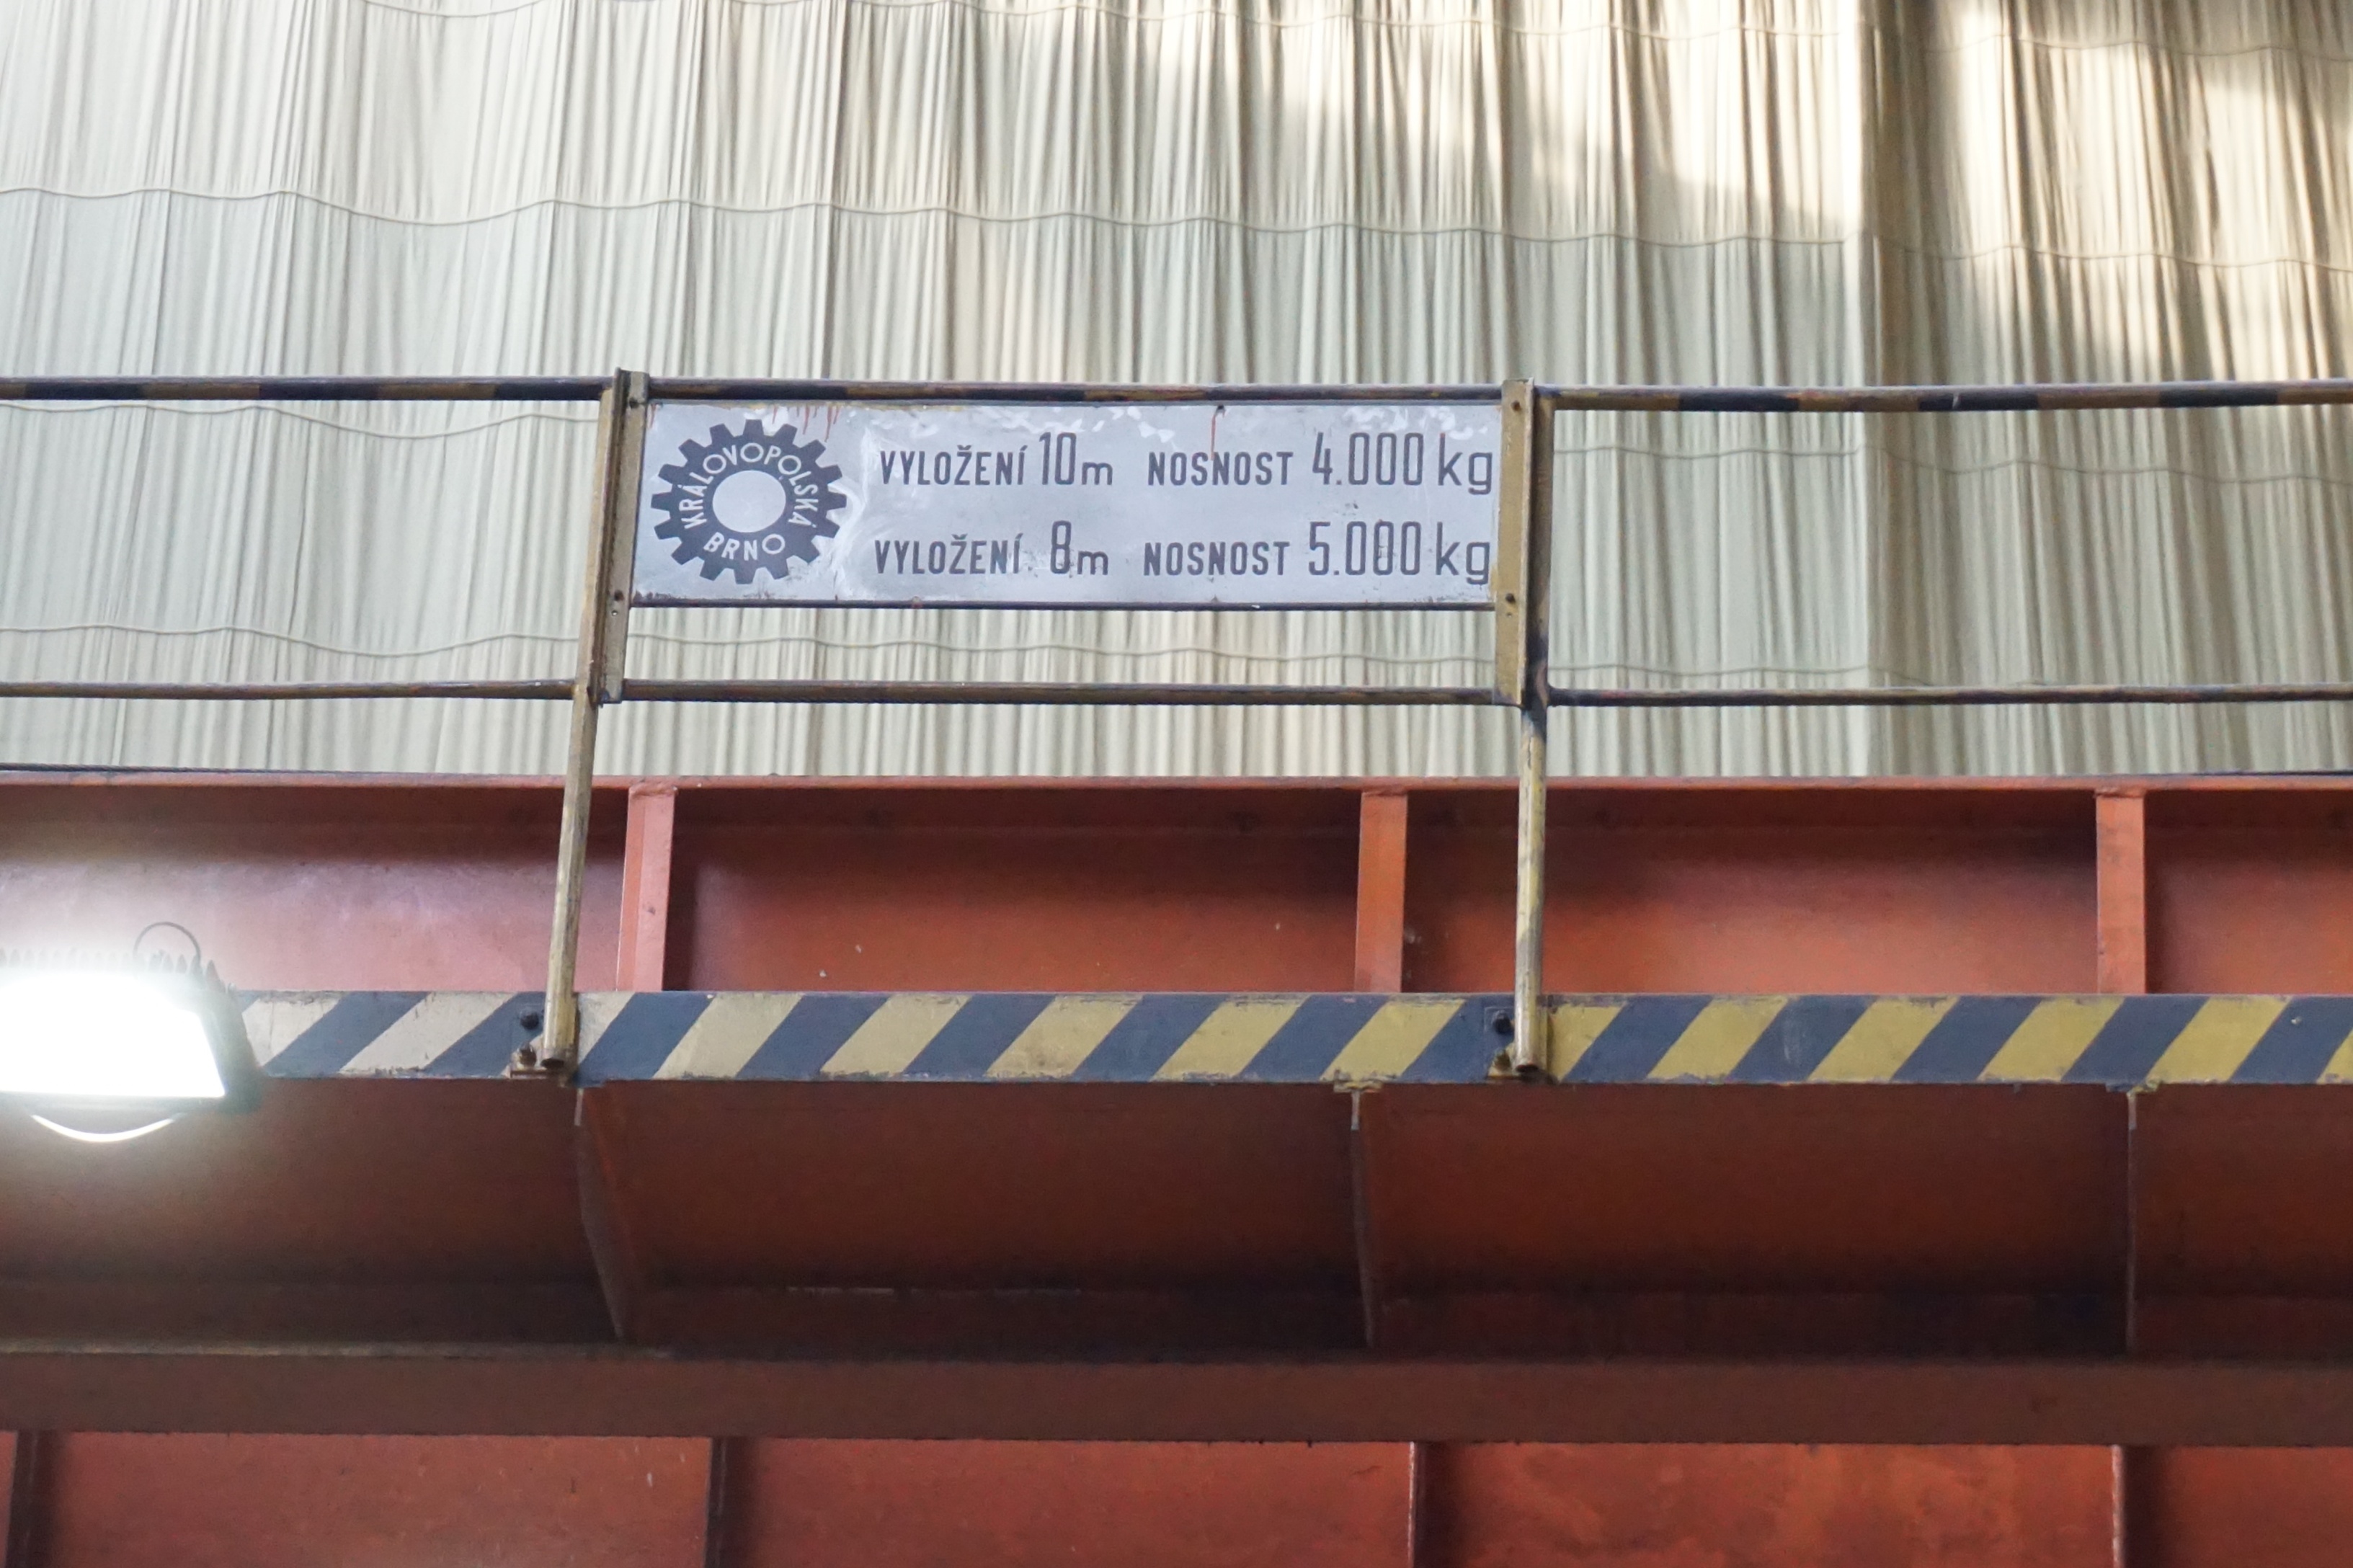 KRÁLOVOPOLSKÁ
BRNO
VYLOŽENÍ 10m NOSNOST 4.000 kg
VYLOŽENÍ 8m NOSNOST 5.000 kg